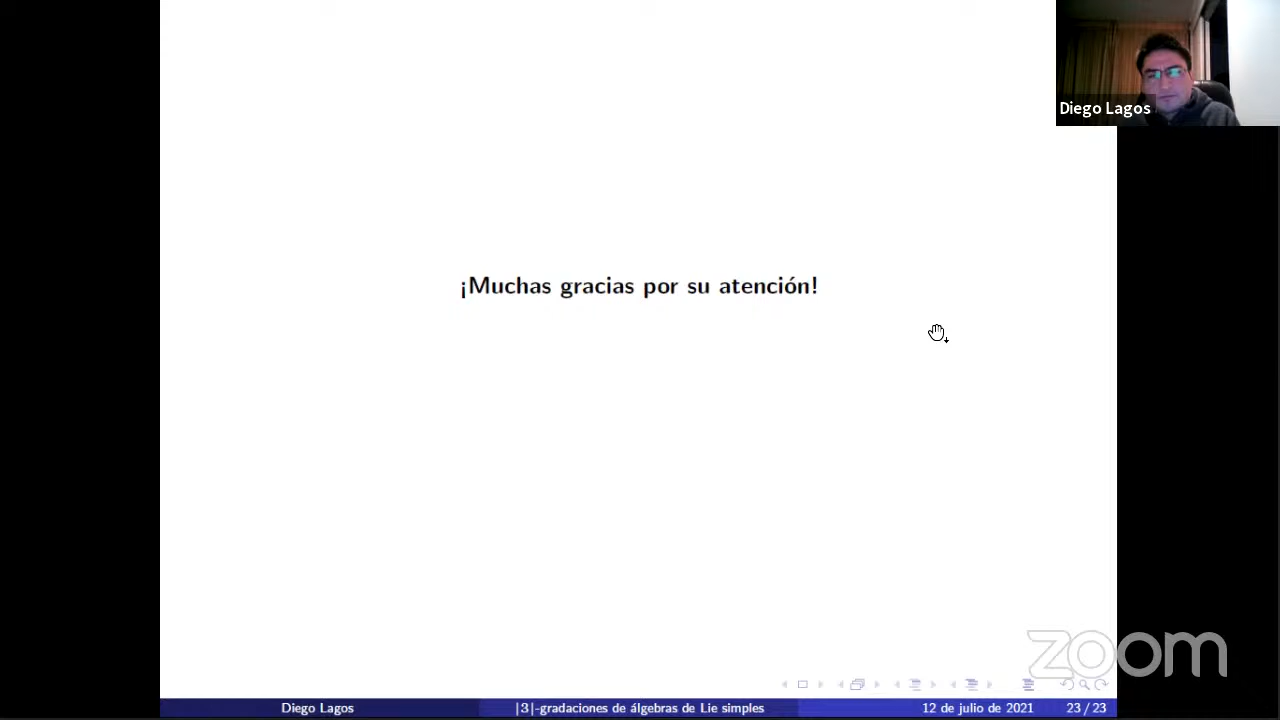 Diego Lagos
¡Muchas gracias por su atención!
zoom
Diego Lagos
|3|-gradaciones de álgebras de Lie simples
12 de julio de 2021
23 / 23